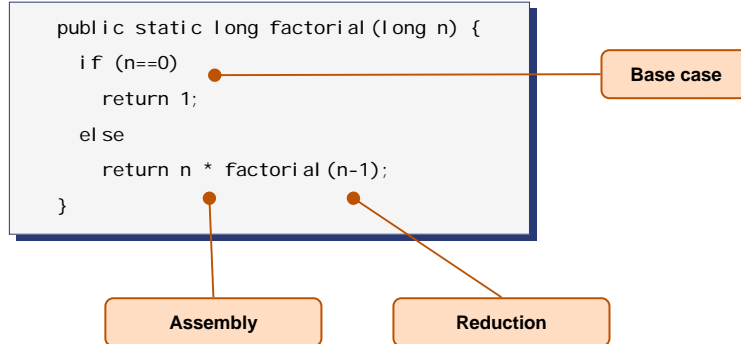 public static long factorial(long n) {
if (n==0)
return 1;
else
return n * factorial(n-1);
}
Base case
Assembly
Reduction